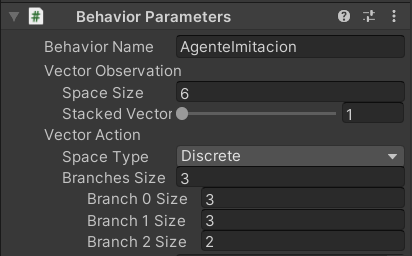 Behavior Parameters
Behavior Name AgenteImitacion
Vector Observation
Space Size 6
Stacked Vector 1
Vector Action
Space Type Discrete
Branches Size 3
Branch 0 Size 3
Branch 1 Size 3
Branch 2 Size 2